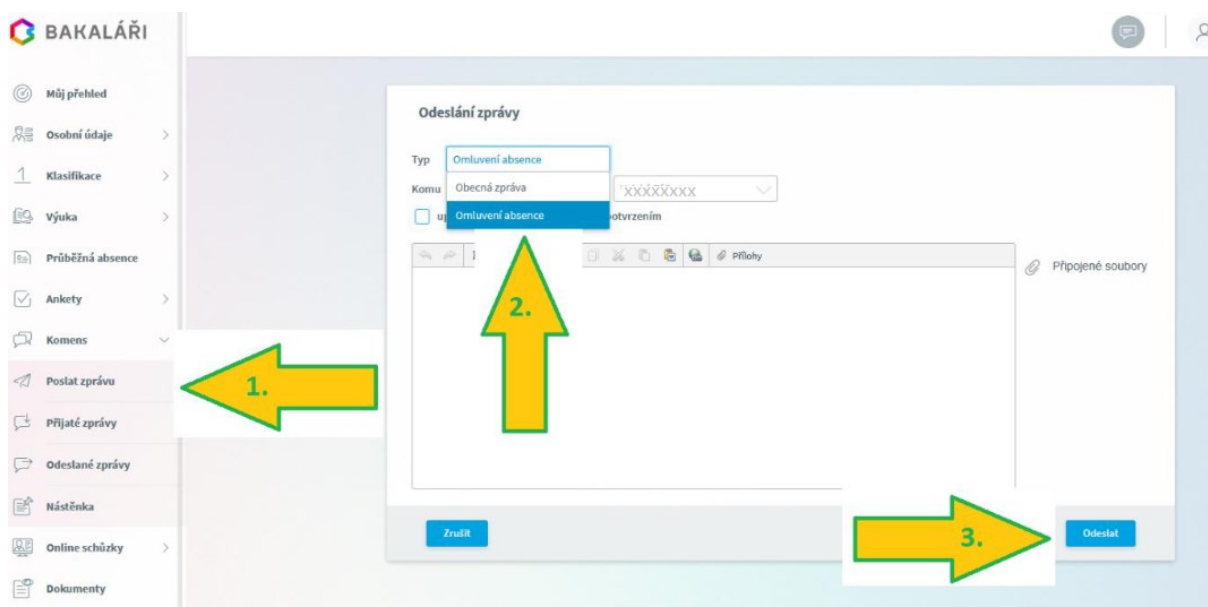 BAKALÁŘI
Můj přehled
Osobní údaje
Klasifikace
Výuka
Průběžná absence
Ankety
Komens
Poslat zprávu
Přijaté zprávy
Odeslané zprávy
Nástěnka
Online schůzky
Dokumenty
Odeslání zprávy
Typ
Omluvení absence
Komu
Obecná zpráva
Omluvení absence
Přílohy
Připojené soubory
1.
2.
3.
Zrušit
Odeslat